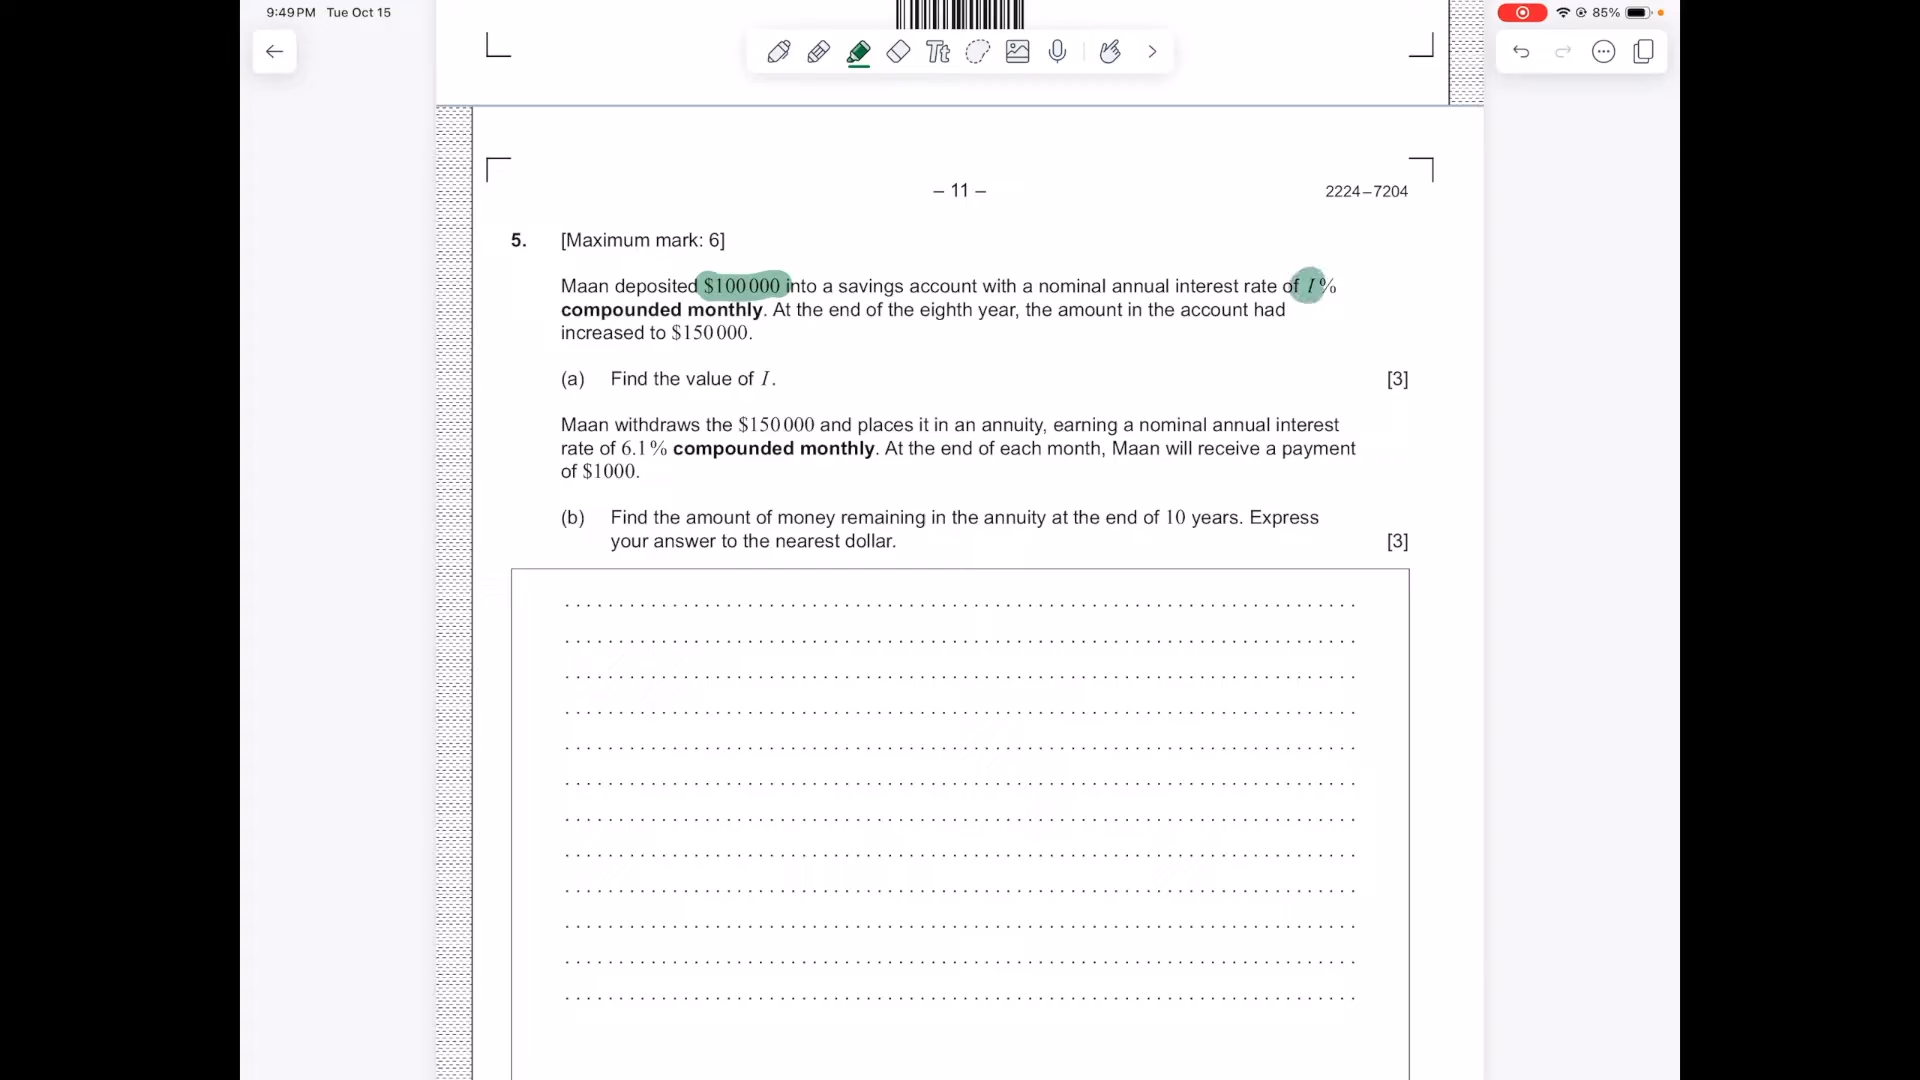 9:49 PM Tue Oct 15
85%
Tt
– 11 –
2224–7204
5. [Maximum mark: 6]
Maan deposited $100 000 into a savings account with a nominal annual interest rate of I %
compounded monthly. At the end of the eighth year, the amount in the account had
increased to $150 000.
(a) Find the value of I. [3]
Maan withdraws the $150 000 and places it in an annuity, earning a nominal annual interest
rate of 6.1 % compounded monthly. At the end of each month, Maan will receive a payment
of $1000.
(b) Find the amount of money remaining in the annuity at the end of 10 years. Express
your answer to the nearest dollar. [3]